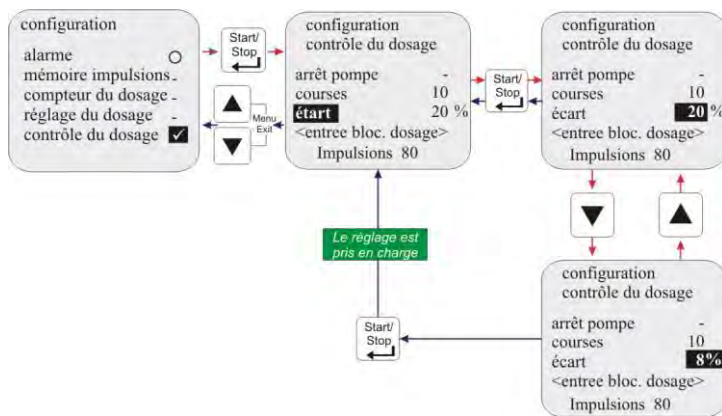 configuration
alarme
mémoire impulsions -
compteur du dosage -
réglage du dosage -
contrôle du dosage ✓
Start/
Stop
Menu
Exit
configuration
contrôle du dosage
arrêt pompe -
courses 10
étart 20 %
<entree bloc. dosage>
Impulsions 80
Start/
Stop
configuration
contrôle du dosage
arrêt pompe -
courses 10
écart 20 %
<entree bloc. dosage>
Impulsions 80
Le réglage est
pris en charge
Start/
Stop
configuration
contrôle du dosage
arrêt pompe -
courses 10
écart 8%
<entree bloc. dosage>
Impulsions 80